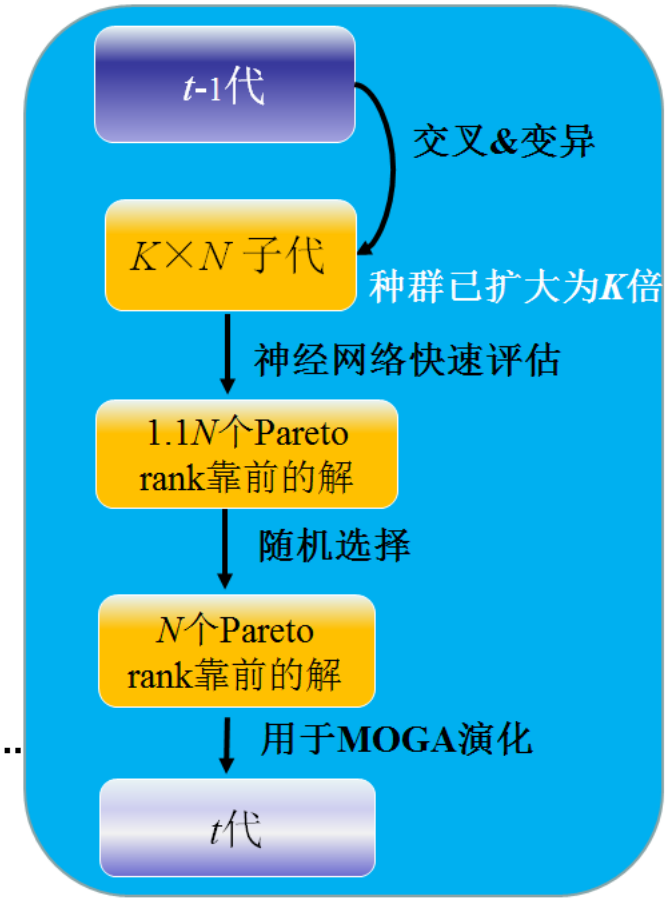 t-1代
交叉&变异
K×N 子代
种群已扩大为K倍
神经网络快速评估
1.1N个Pareto
rank靠前的解
随机选择
N个Pareto
rank靠前的解
..
用于MOGA演化
t代